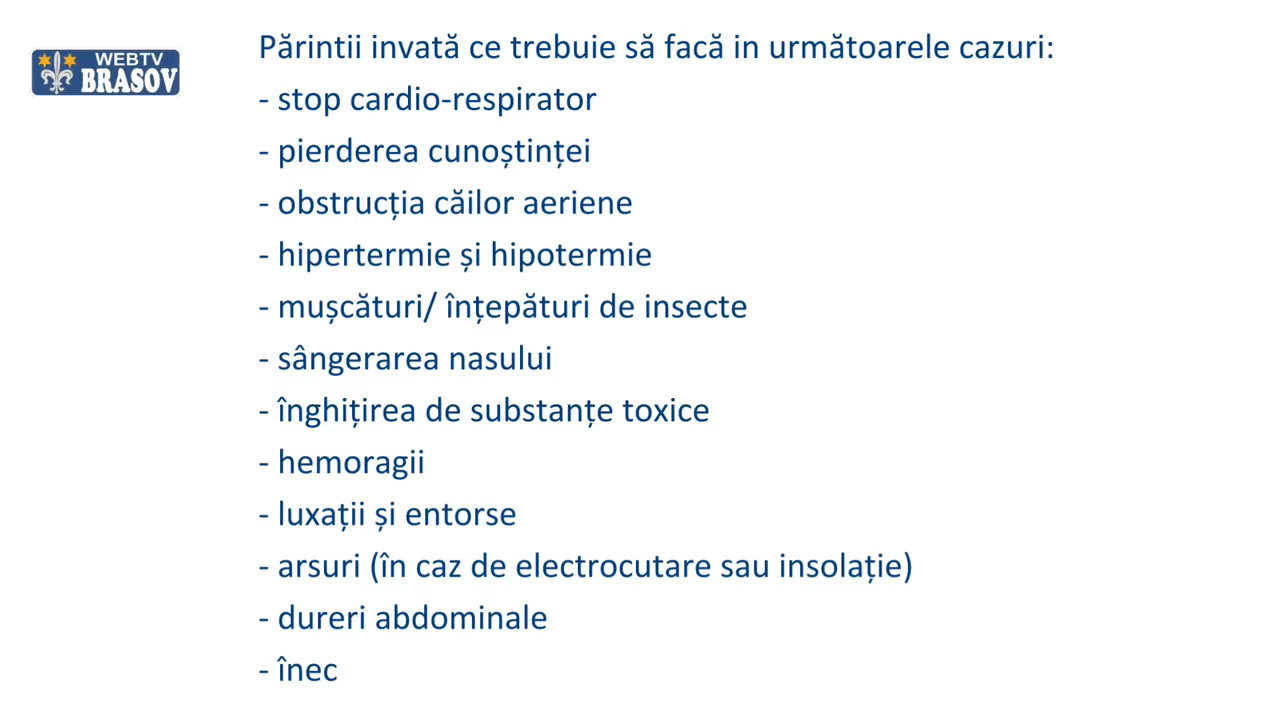 WEBTV
BRASOV
Părintii invată ce trebuie să facă in următoarele cazuri:
- stop cardio-respirator
- pierderea cunoștinței
- obstrucția căilor aeriene
- hipertermie și hipotermie
- mușcături/ înțepături de insecte
- sângerarea nasului
- înghițirea de substanțe toxice
- hemoragii
- luxații și entorse
- arsuri (în caz de electrocutare sau insolație)
- dureri abdominale
- înec